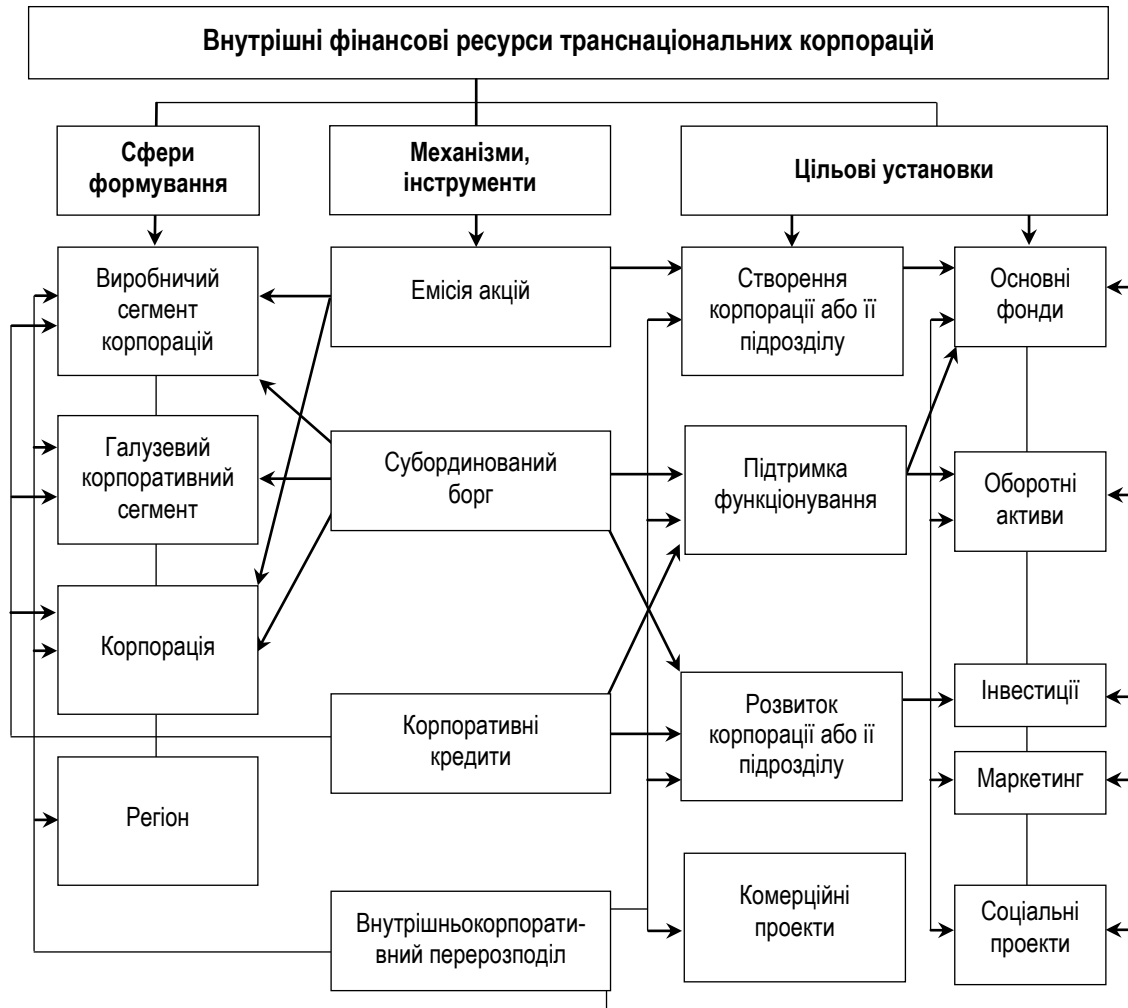 Внутрішні фінансові ресурси транснаціональних корпорацій
Сфери
формування
Механізми,
інструменти
Цільові установки
Виробничий
сегмент
корпорацій
Емісія акцій
Створення
корпорації або її
підрозділу
Основні
фонди
Галузевий
корпоративний
сегмент
Субординований
борг
Підтримка
функціонування
Оборотні
активи
Корпорація
Корпоративні
кредити
Розвиток
корпорації або її
підрозділу
Інвестиції
Маркетинг
Регіон
Внутрішньокорпорати-
вний перерозподіл
Комерційні
проекти
Соціальні
проекти